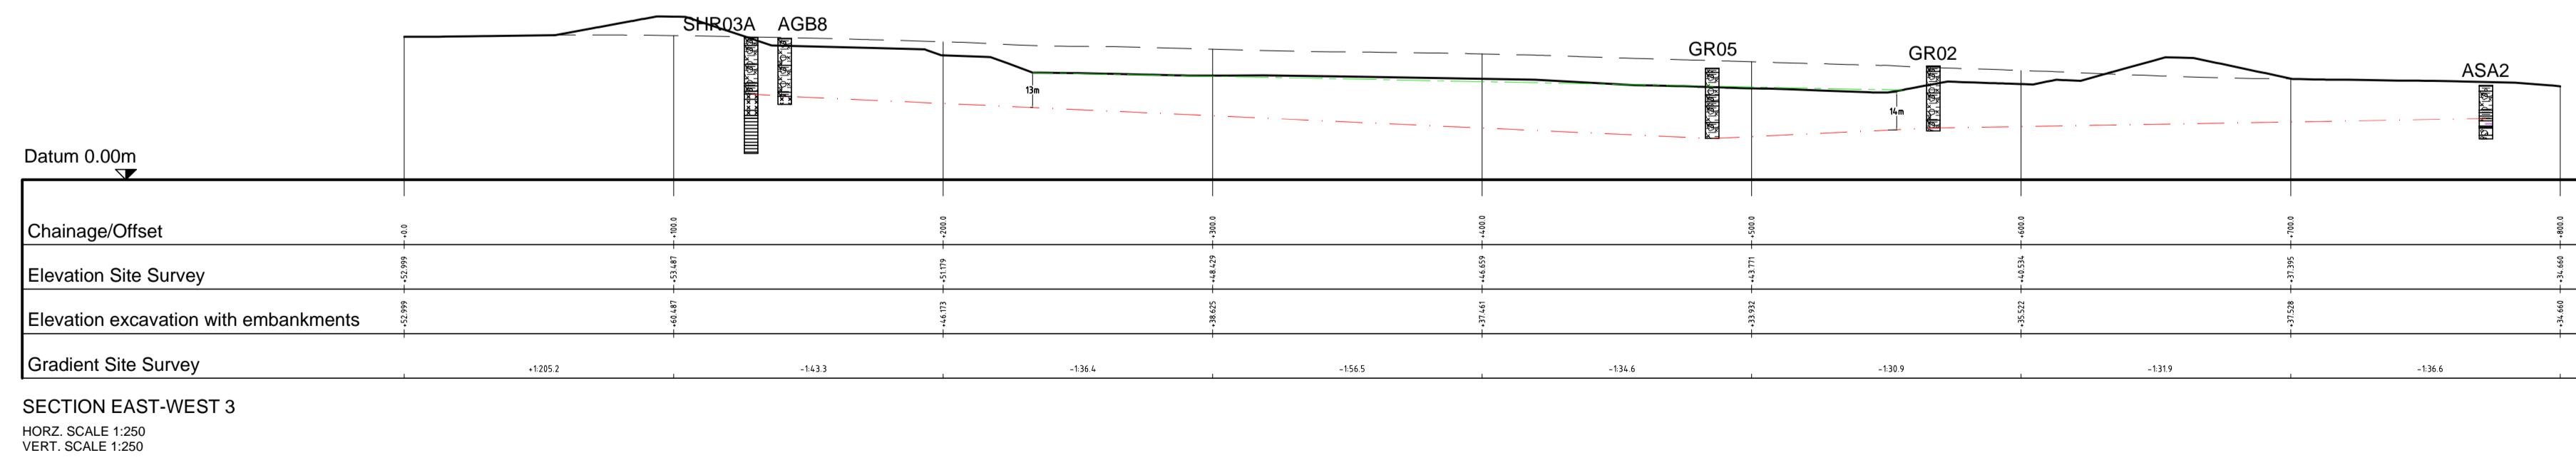 SHR03A AGB8 GR05 GR02 ASA2
13m 14m
Datum 0.00m
Chainage/Offset +0.0 +100.0 +200.0 +300.0 +400.0 +500.0 +600.0 +700.0 +800.0
Elevation Site Survey +52.999 +53.487 +51.179 +48.429 +46.659 +43.771 +40.534 +37.395 +34.660
Elevation excavation with embankments +52.999 +60.487 +46.173 +38.625 +37.461 +33.932 +35.522 +37.528 +34.660
Gradient Site Survey +1:205.2 -1:43.3 -1:36.4 -1:56.5 -1:34.6 -1:30.9 -1:31.9 -1:36.6
SECTION EAST-WEST 3
HORZ. SCALE 1:250
VERT. SCALE 1:250